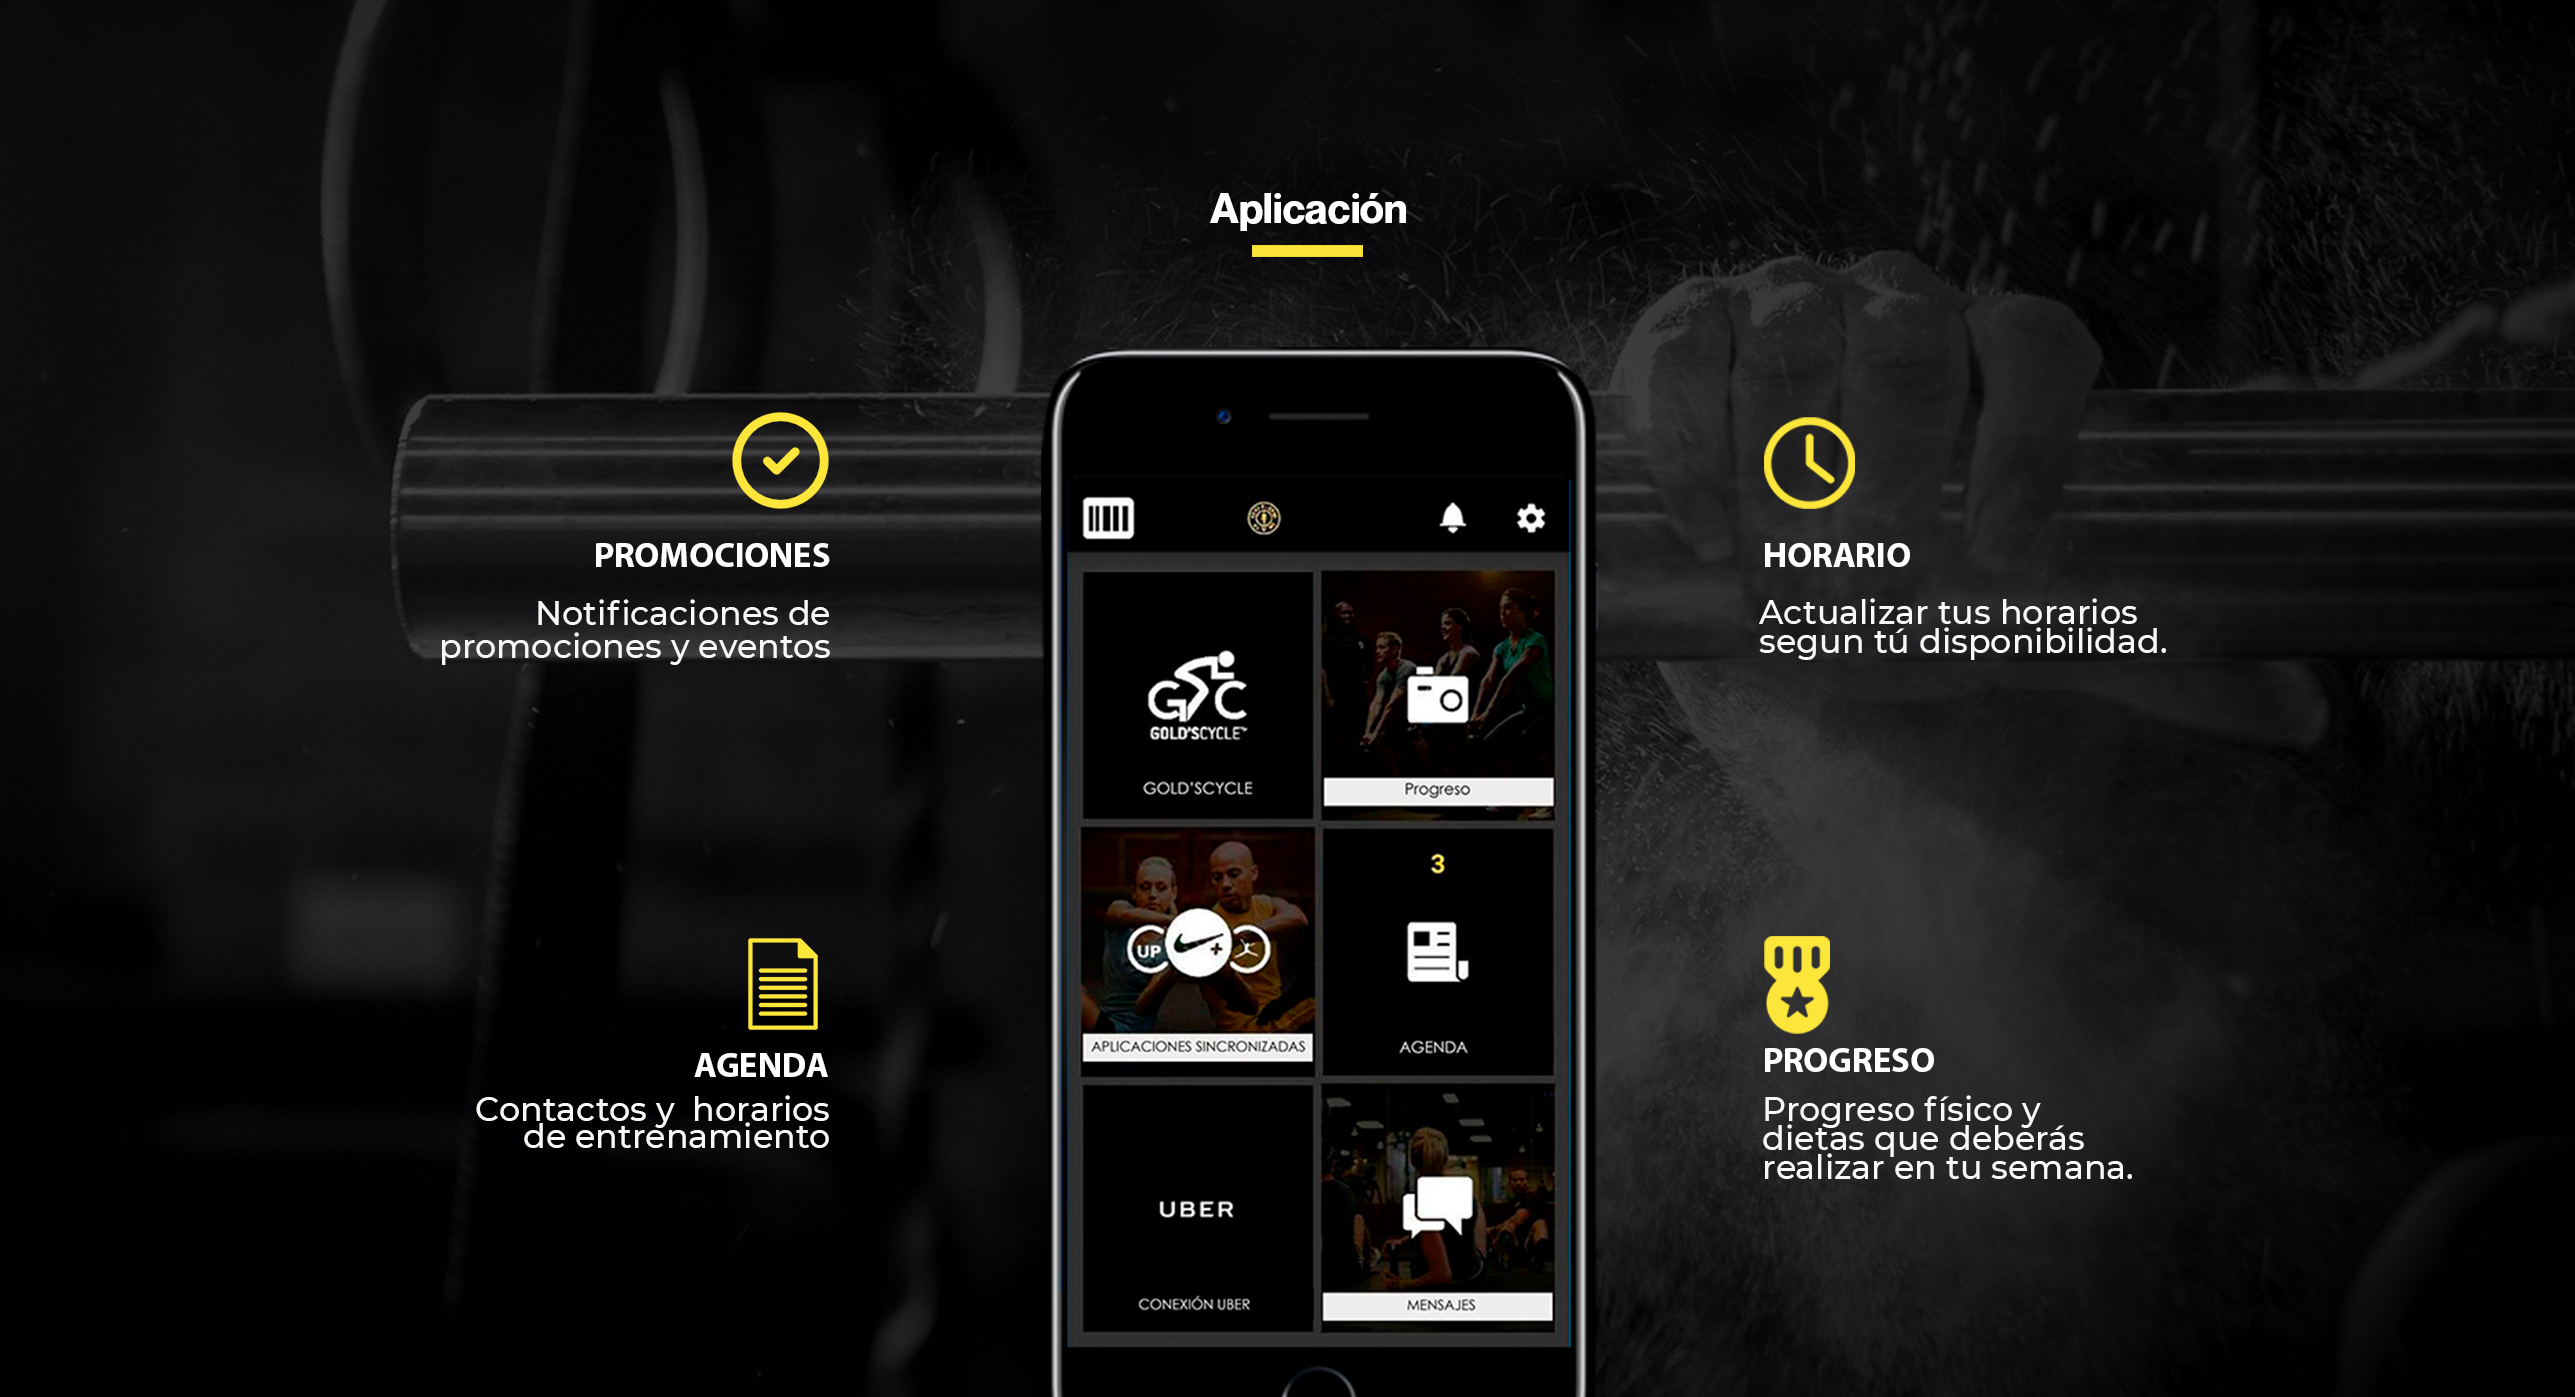 Aplicación
PROMOCIONES
Notificaciones de
promociones y eventos
AGENDA
Contactos y  horarios
de entrenamiento
GSC
GOLD'SCYCLE™
GOLD'SCYCLE
Progreso
UP
APLICACIONES SINCRONIZADAS
3
AGENDA
UBER
CONEXIÓN UBER
MENSAJES
HORARIO
Actualizar tus horarios
segun tú disponibilidad.
PROGRESO
Progreso físico y
dietas que deberás
realizar en tu semana.